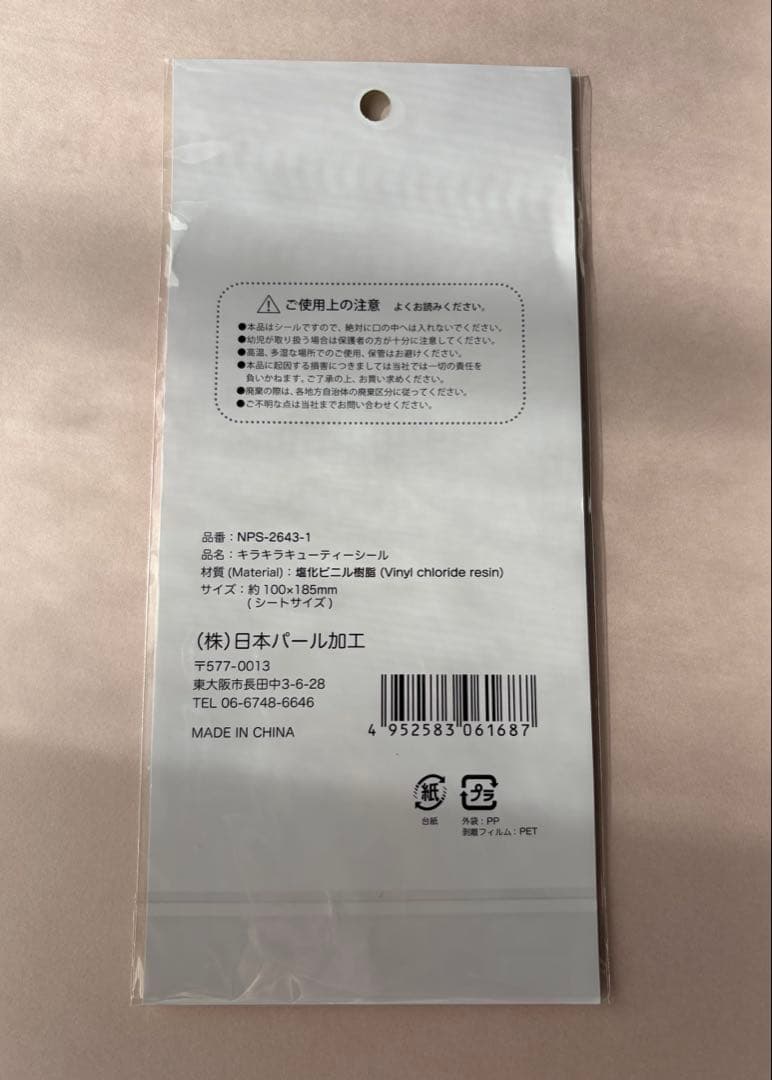 ⚠ ご使用上の注意 よくお読みください。
●本品はシールですので、絶対に口の中へは入れないでください。
●幼児が取り扱う場合は保護者の方が十分に注意してください。
●高温、多湿な場所でのご使用、保管はお避けください。
●本品に起因する損害につきましては当社では一切の責任を
負いかねます。ご了承の上、お買い求めください。
●廃棄の際は、各地方自治体の廃棄区分に従ってください。
●ご不明な点は当社までお問い合わせください。
品番：NPS-2643-1
品名：キラキラキューティーシール
材質(Material)：塩化ビニル樹脂(Vinyl chloride resin)
サイズ：約100×185mm
(シートサイズ)
(株)日本パール加工
〒577-0013
東大阪市長田中3-6-28
TEL 06-6748-6646
MADE IN CHINA
4 952583 061687
紙
台紙
プラ
外袋：PP
剥離フィルム：PET